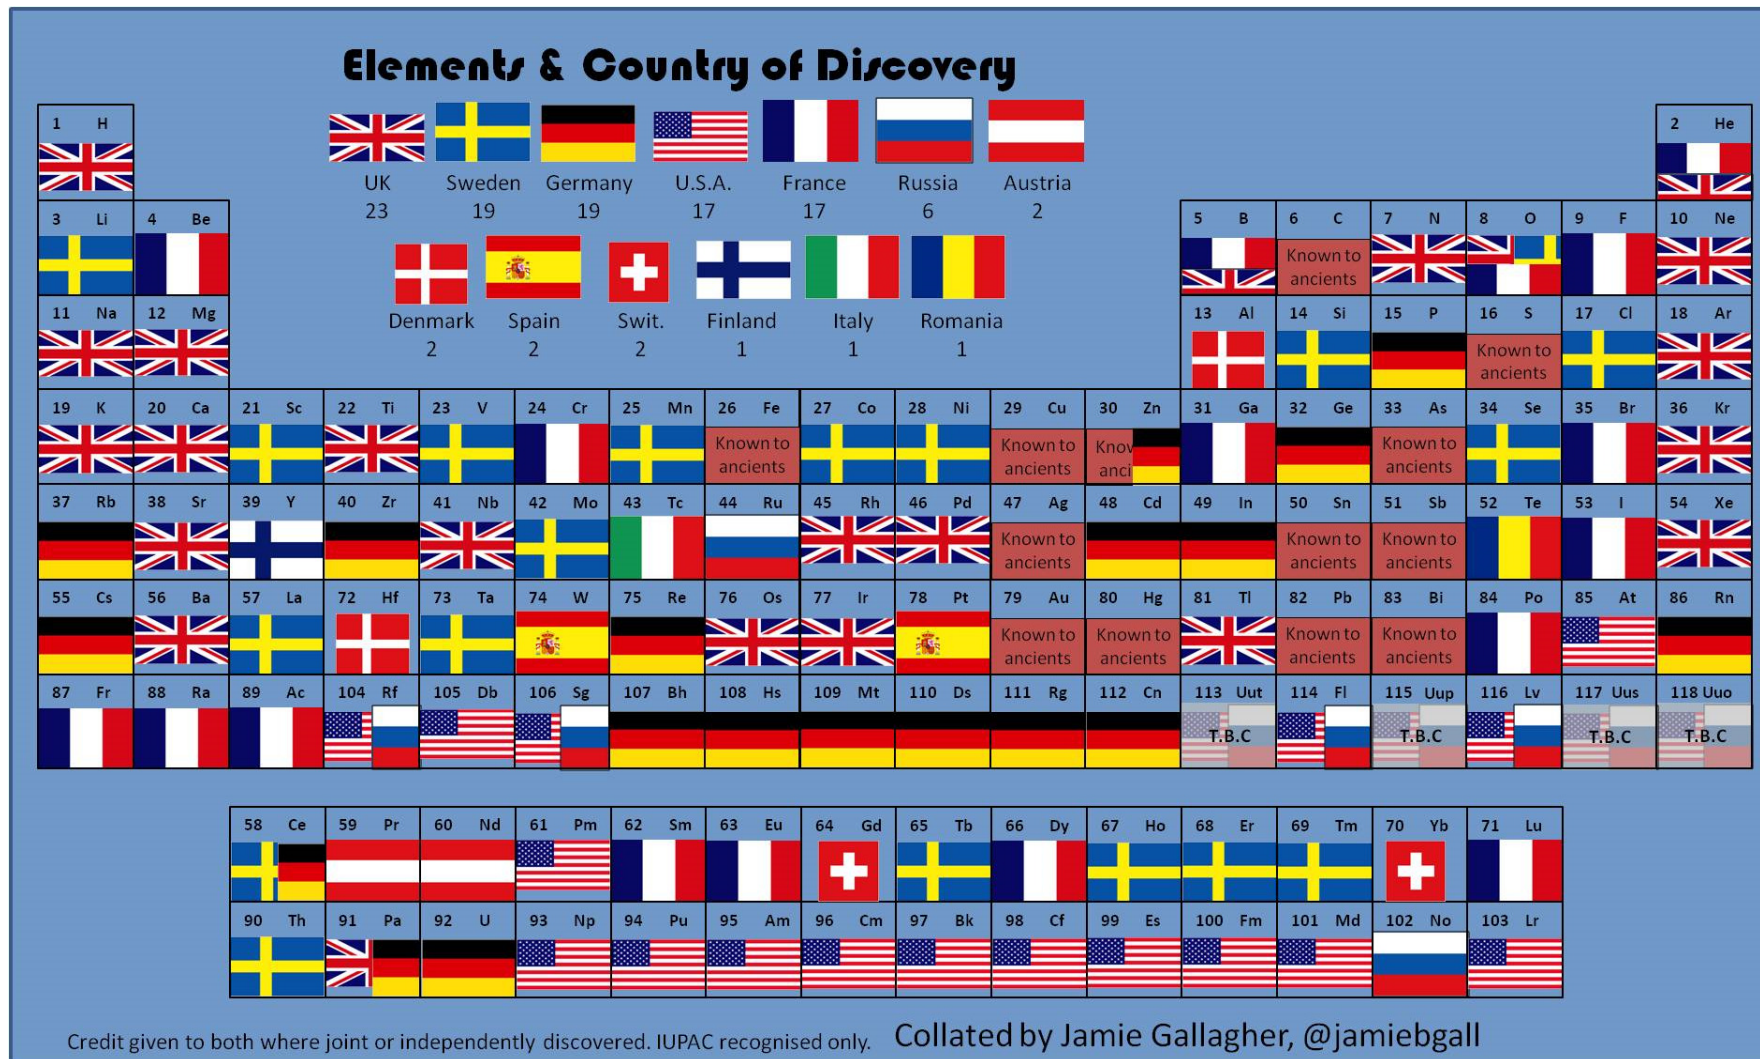 Elements & Country of Discovery
UK Sweden Germany U.S.A. France Russia Austria
23 19 19 17 17 6 2
Denmark Spain Swit. Finland Italy Romania
2 2 2 1 1 1
1 H 2 He
3 Li 4 Be 5 B 6 C 7 N 8 O 9 F 10 Ne
Known to
ancients
11 Na 12 Mg 13 Al 14 Si 15 P 16 S 17 Cl 18 Ar
Known to
ancients
19 K 20 Ca 21 Sc 22 Ti 23 V 24 Cr 25 Mn 26 Fe 27 Co 28 Ni 29 Cu 30 Zn 31 Ga 32 Ge 33 As 34 Se 35 Br 36 Kr
Known to Known to Know Known to
ancients ancients anci ancients
37 Rb 38 Sr 39 Y 40 Zr 41 Nb 42 Mo 43 Tc 44 Ru 45 Rh 46 Pd 47 Ag 48 Cd 49 In 50 Sn 51 Sb 52 Te 53 I 54 Xe
Known to Known to Known to
ancients ancients ancients
55 Cs 56 Ba 57 La 72 Hf 73 Ta 74 W 75 Re 76 Os 77 Ir 78 Pt 79 Au 80 Hg 81 Tl 82 Pb 83 Bi 84 Po 85 At 86 Rn
Known to Known to Known to Known to
ancients ancients ancients ancients
87 Fr 88 Ra 89 Ac 104 Rf 105 Db 106 Sg 107 Bh 108 Hs 109 Mt 110 Ds 111 Rg 112 Cn 113 Uut 114 Fl 115 Uup 116 Lv 117 Uus 118 Uuo
T.B.C T.B.C T.B.C T.B.C
58 Ce 59 Pr 60 Nd 61 Pm 62 Sm 63 Eu 64 Gd 65 Tb 66 Dy 67 Ho 68 Er 69 Tm 70 Yb 71 Lu
90 Th 91 Pa 92 U 93 Np 94 Pu 95 Am 96 Cm 97 Bk 98 Cf 99 Es 100 Fm 101 Md 102 No 103 Lr
Credit given to both where joint or independently discovered. IUPAC recognised only. Collated by Jamie Gallagher, @jamiebgall